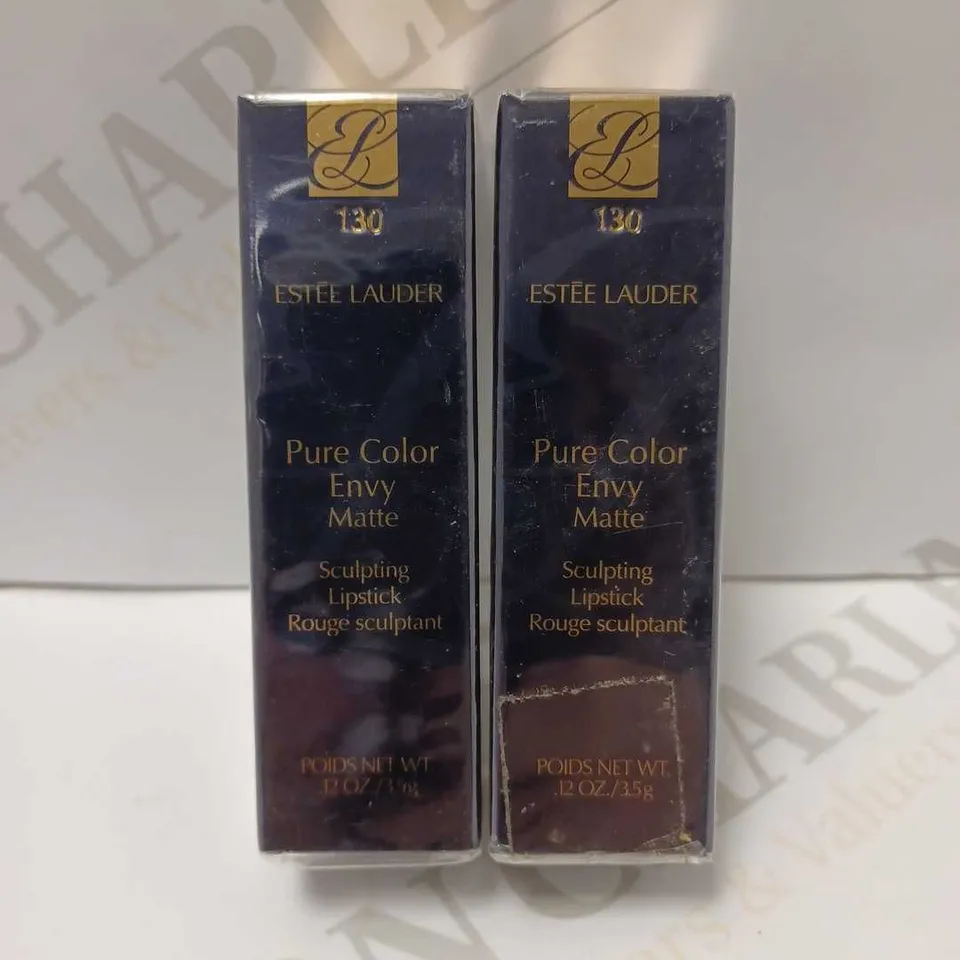 130
ESTĒE LAUDER
Pure Color
Envy
Matte
Sculpting
Lipstick
Rouge sculptant
POIDS NET WT.
.12 OZ./3.5g
130
ESTĒE LAUDER
Pure Color
Envy
Matte
Sculpting
Lipstick
Rouge sculptant
POIDS NET WT.
.12 OZ./3.5g